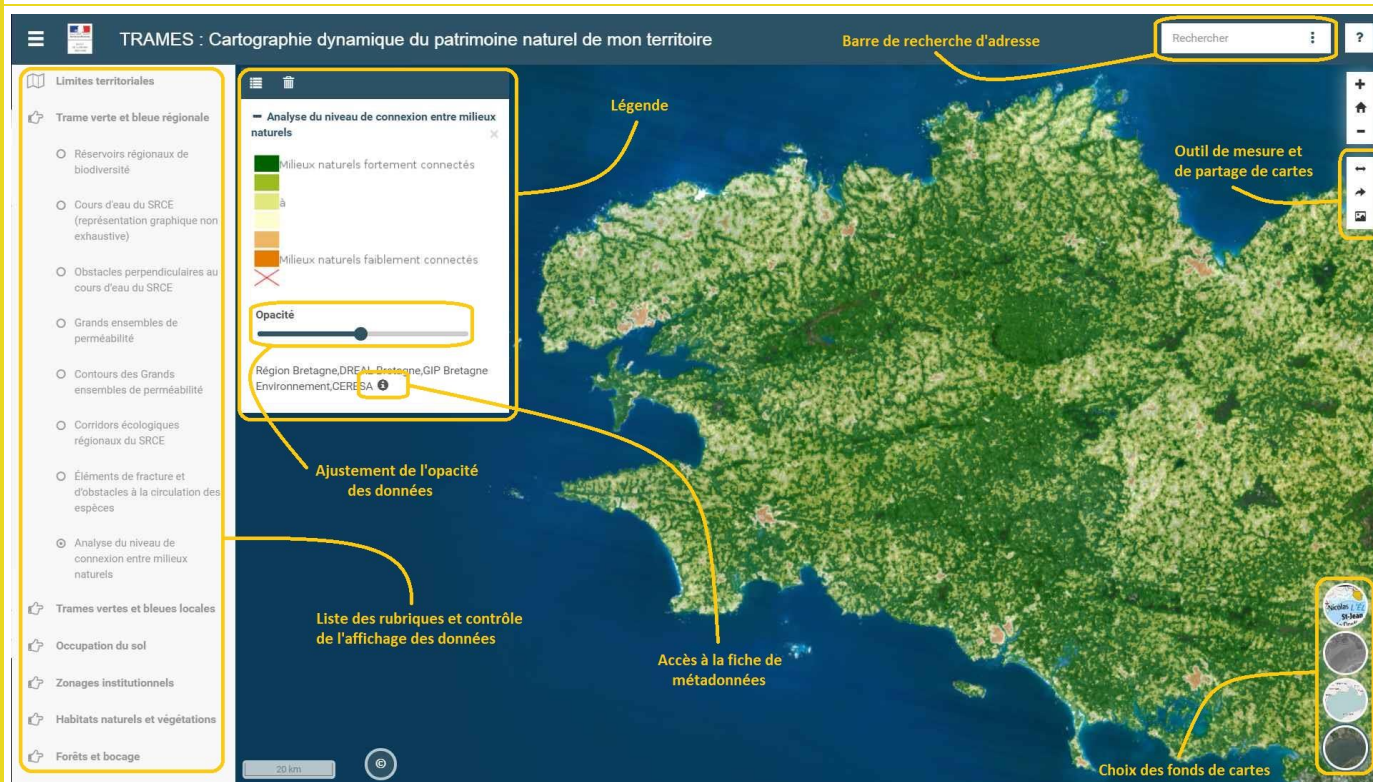 TRAMES : Cartographie dynamique du patrimoine naturel de mon territoire
Barre de recherche d'adresse
Rechercher
?
Limites territoriales
Trame verte et bleue régionale
Réservoirs régionaux de
biodiversité
Cours d'eau du SRCE
(représentation graphique non
exhaustive)
Obstacles perpendiculaires au
cours d'eau du SRCE
Grands ensembles de
perméabilité
Contours des Grands
ensembles de perméabilité
Corridors écologiques
régionaux du SRCE
Éléments de fracture et
d'obstacles à la circulation des
espèces
Analyse du niveau de
connexion entre milieux
naturels
Trames vertes et bleues locales
Occupation du sol
Zonages institutionnels
Habitats naturels et végétations
Forêts et bocage
Analyse du niveau de connexion entre milieux
naturels
Milieux naturels fortement connectés
à
Milieux naturels faiblement connectés
Opacité
Région Bretagne,DREAL Bretagne,GIP Bretagne
Environnement,CERESA
Légende
Outil de mesure et
de partage de cartes
Ajustement de l'opacité
des données
Liste des rubriques et contrôle
de l'affichage des données
Accès à la fiche de
métadonnées
Choix des fonds de cartes
20 km
©
St-Jean